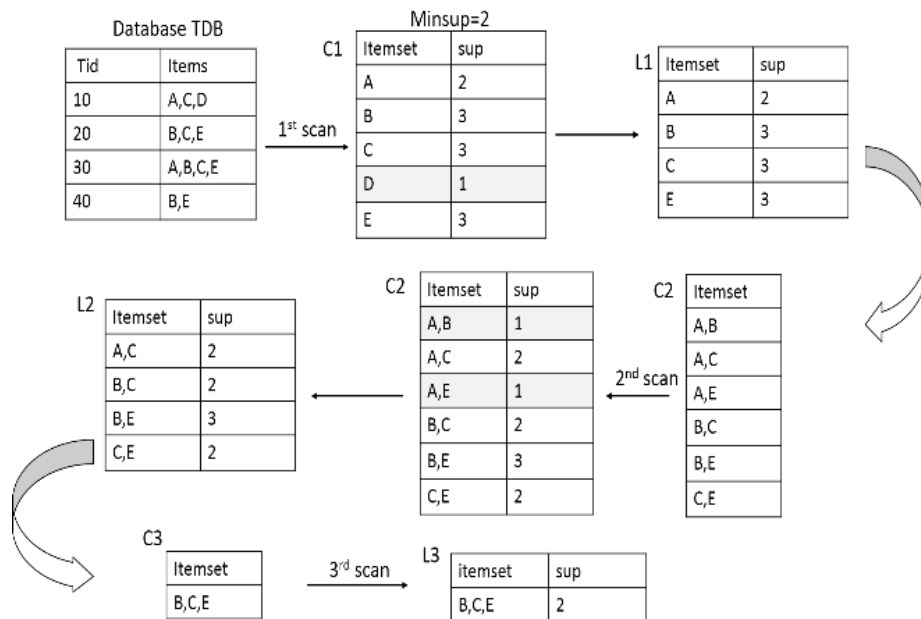 Database TDB
Tid Items
10 A,C,D
20 B,C,E
30 A,B,C,E
40 B,E
1st scan
Minsup=2
C1
Itemset sup
A 2
B 3
C 3
D 1
E 3
L1
Itemset sup
A 2
B 3
C 3
E 3
C2
Itemset
A,B
A,C
A,E
B,C
B,E
C,E
2nd scan
C2
Itemset sup
A,B 1
A,C 2
A,E 1
B,C 2
B,E 3
C,E 2
L2
Itemset sup
A,C 2
B,C 2
B,E 3
C,E 2
C3
Itemset
B,C,E
3rd scan
L3
itemset sup
B,C,E 2